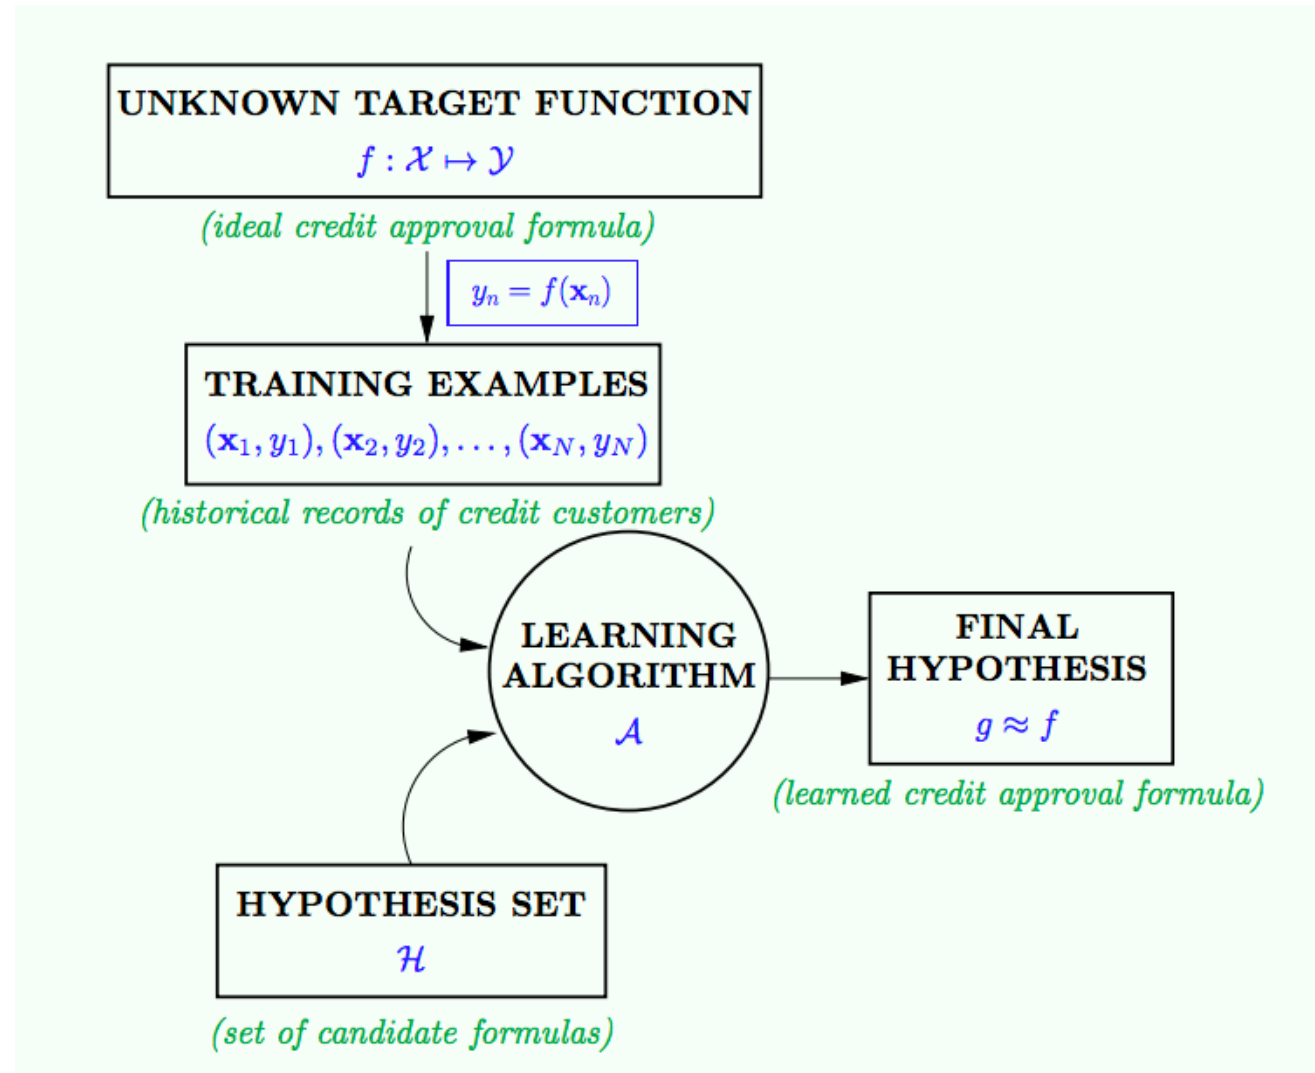 UNKNOWN TARGET FUNCTION
f : 𝒳 ↦ 𝒴
(ideal credit approval formula)
yₙ = f(𝐱ₙ)
TRAINING EXAMPLES
(𝐱₁, y₁), (𝐱₂, y₂), . . . , (𝐱_N, y_N)
(historical records of credit customers)
LEARNING
ALGORITHM
𝒜
FINAL
HYPOTHESIS
g ≈ f
(learned credit approval formula)
HYPOTHESIS SET
ℋ
(set of candidate formulas)